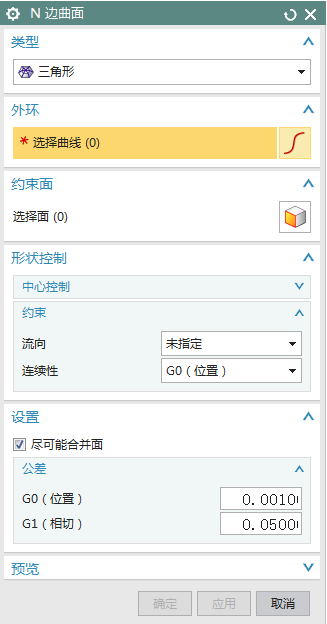 N 边曲面
类型
三角形
外环
* 选择曲线 (0)
约束面
选择面 (0)
形状控制
中心控制
约束
流向 未指定
连续性 G0（位置）
设置
尽可能合并面
公差
G0（位置） 0.0010
G1（相切） 0.0500
预览
确定 应用 取消